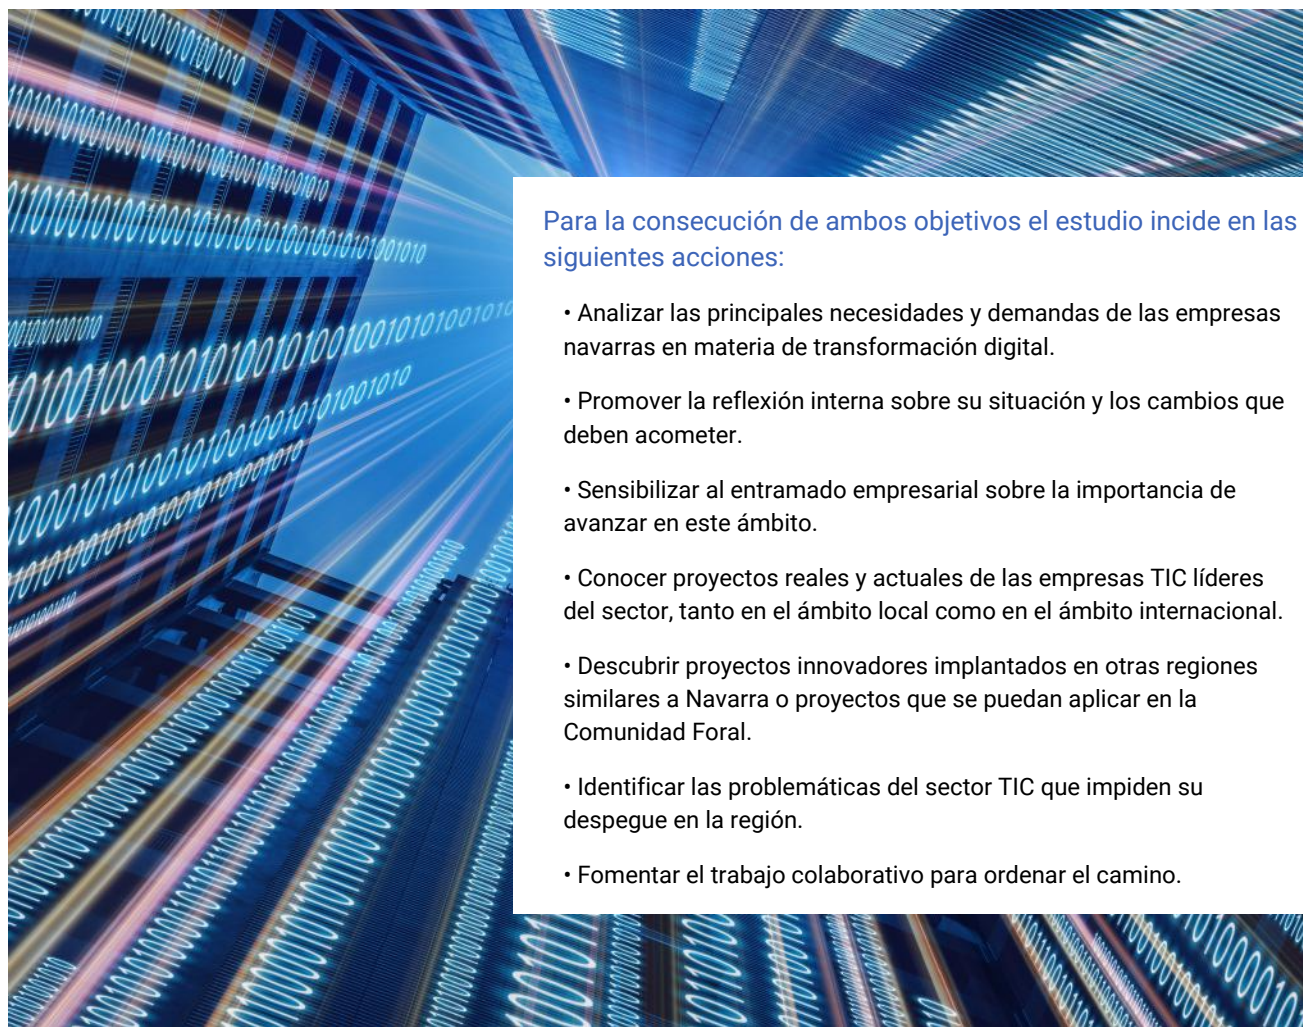 Para la consecución de ambos objetivos el estudio incide en las
siguientes acciones:
• Analizar las principales necesidades y demandas de las empresas
navarras en materia de transformación digital.
• Promover la reflexión interna sobre su situación y los cambios que
deben acometer.
• Sensibilizar al entramado empresarial sobre la importancia de
avanzar en este ámbito.
• Conocer proyectos reales y actuales de las empresas TIC líderes
del sector, tanto en el ámbito local como en el ámbito internacional.
• Descubrir proyectos innovadores implantados en otras regiones
similares a Navarra o proyectos que se puedan aplicar en la
Comunidad Foral.
• Identificar las problemáticas del sector TIC que impiden su
despegue en la región.
• Fomentar el trabajo colaborativo para ordenar el camino.